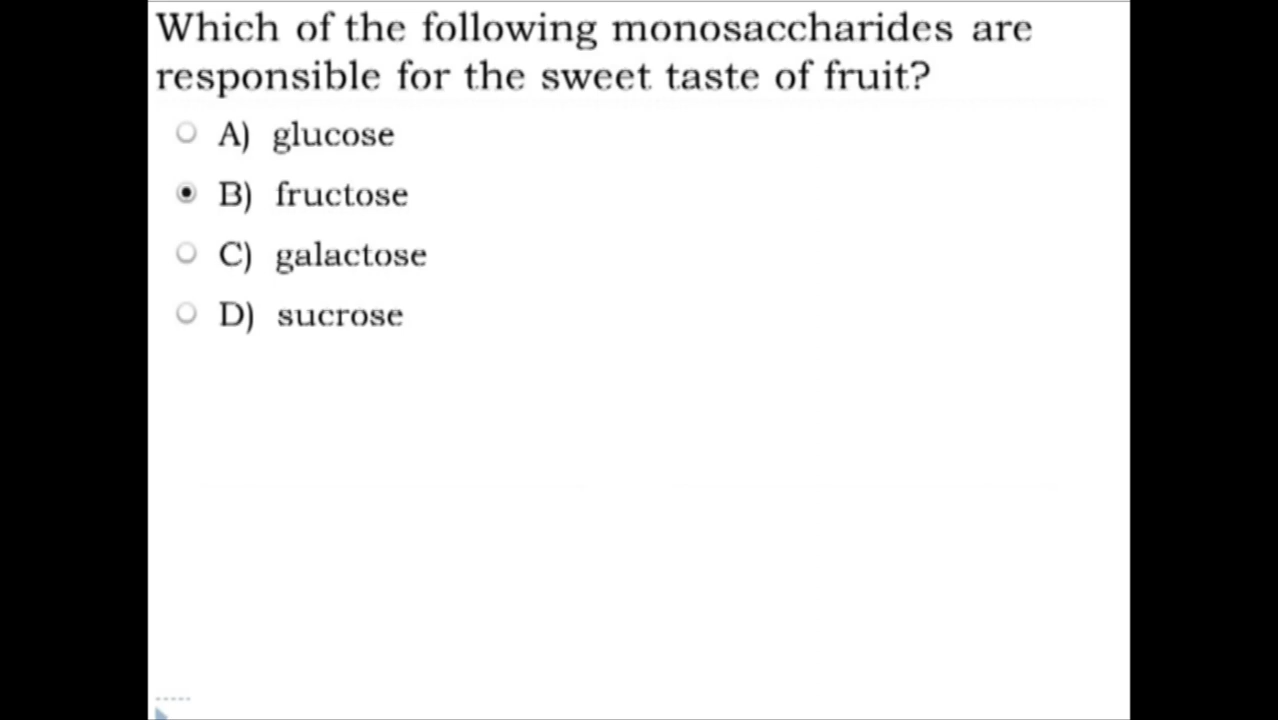 Which of the following monosaccharides are
responsible for the sweet taste of fruit?
A) glucose
B) fructose
C) galactose
D) sucrose